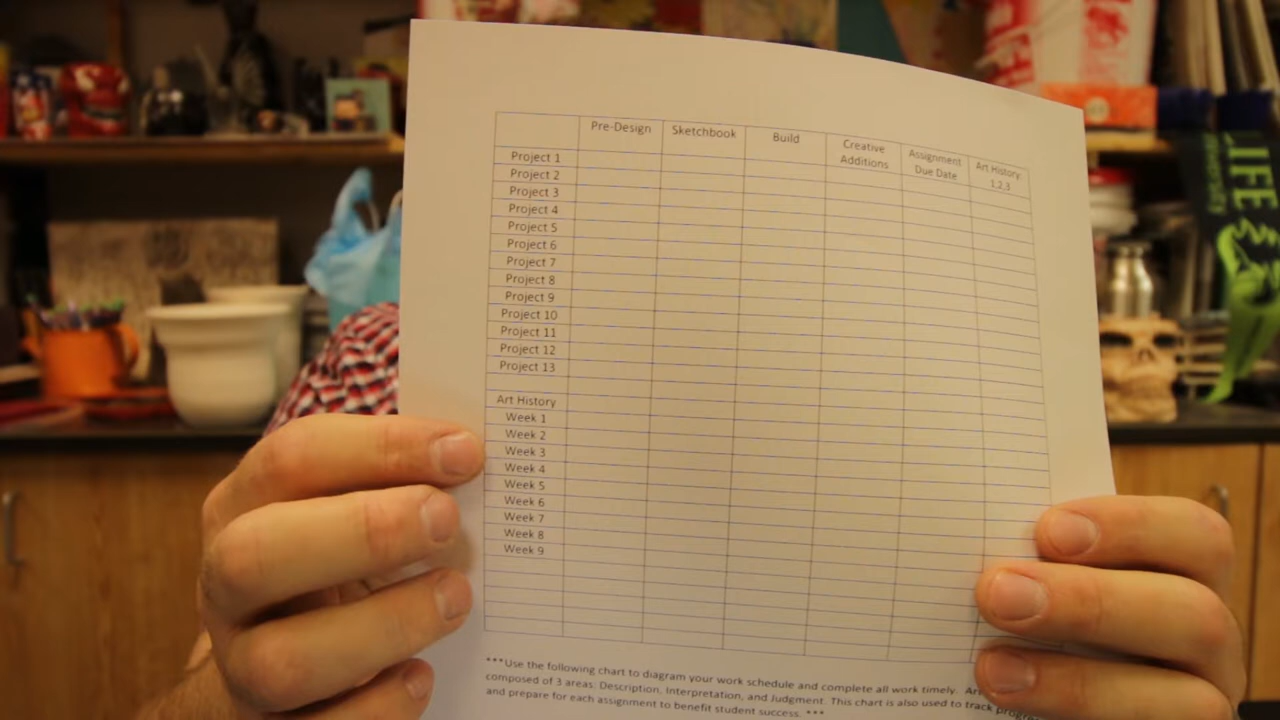 Pre-Design Sketchbook Build Creative Additions Assignment Due Date Art History 1,2,3
Project 1
Project 2
Project 3
Project 4
Project 5
Project 6
Project 7
Project 8
Project 9
Project 10
Project 11
Project 12
Project 13
Art History
Week 1
Week 2
Week 3
Week 4
Week 5
Week 6
Week 7
Week 8
Week 9
***Use the following chart to diagram your work schedule and complete all work timely.
composed of 3 areas: Description, Interpretation, and Judgment. This chart is also used to track
and prepare for each assignment to benefit student success. ***
LIFE